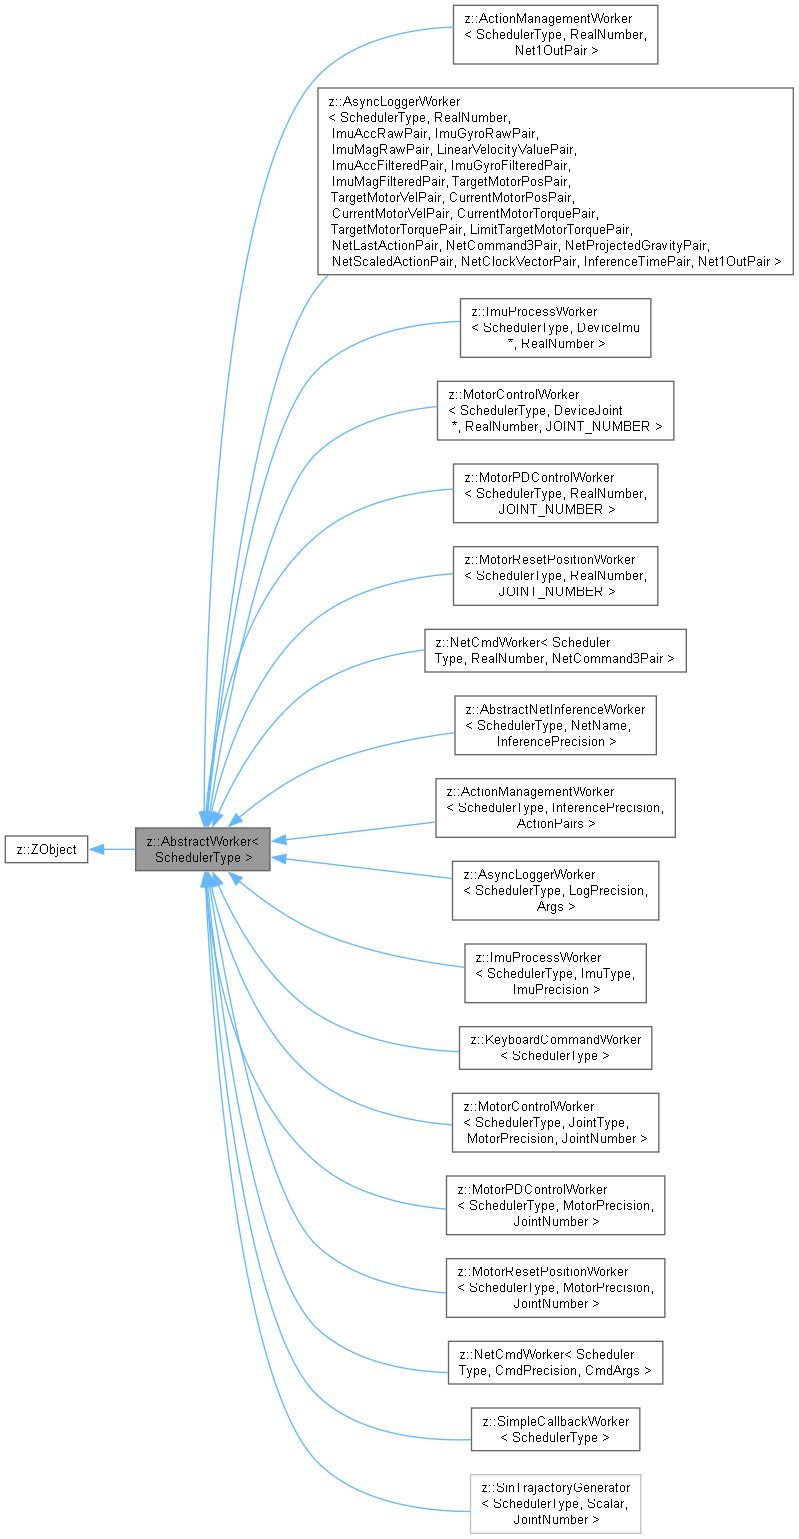 z::ActionManagementWorker
< SchedulerType, RealNumber,
Net1OutPair >
z::AsyncLoggerWorker
< SchedulerType, RealNumber,
ImuAccRawPair, ImuGyroRawPair,
ImuMagRawPair, LinearVelocityValuePair,
ImuAccFilteredPair, ImuGyroFilteredPair,
ImuMagFilteredPair, TargetMotorPosPair,
TargetMotorVelPair, CurrentMotorPosPair,
CurrentMotorVelPair, CurrentMotorTorquePair,
TargetMotorTorquePair, LimitTargetMotorTorquePair,
NetLastActionPair, NetCommand3Pair, NetProjectedGravityPair,
NetScaledActionPair, NetClockVectorPair, InferenceTimePair, Net1OutPair >
z::ImuProcessWorker
< SchedulerType, DeviceImu
*, RealNumber >
z::MotorControlWorker
< SchedulerType, DeviceJoint
*, RealNumber, JOINT_NUMBER >
z::MotorPDControlWorker
< SchedulerType, RealNumber,
JOINT_NUMBER >
z::MotorResetPositionWorker
< SchedulerType, RealNumber,
JOINT_NUMBER >
z::NetCmdWorker< Scheduler
Type, RealNumber, NetCommand3Pair >
z::AbstractNetInferenceWorker
< SchedulerType, NetName,
InferencePrecision >
z::ActionManagementWorker
< SchedulerType, InferencePrecision,
ActionPairs >
z::ZObject
z::AbstractWorker<
SchedulerType >
z::AsyncLoggerWorker
< SchedulerType, LogPrecision,
Args >
z::ImuProcessWorker
< SchedulerType, ImuType,
ImuPrecision >
z::KeyboardCommandWorker
< SchedulerType >
z::MotorControlWorker
< SchedulerType, JointType,
MotorPrecision, JointNumber >
z::MotorPDControlWorker
< SchedulerType, MotorPrecision,
JointNumber >
z::MotorResetPositionWorker
< SchedulerType, MotorPrecision,
JointNumber >
z::NetCmdWorker< Scheduler
Type, CmdPrecision, CmdArgs >
z::SimpleCallbackWorker
< SchedulerType >
z::SinTrajactoryGenerator
< SchedulerType, Scalar,
JointNumber >